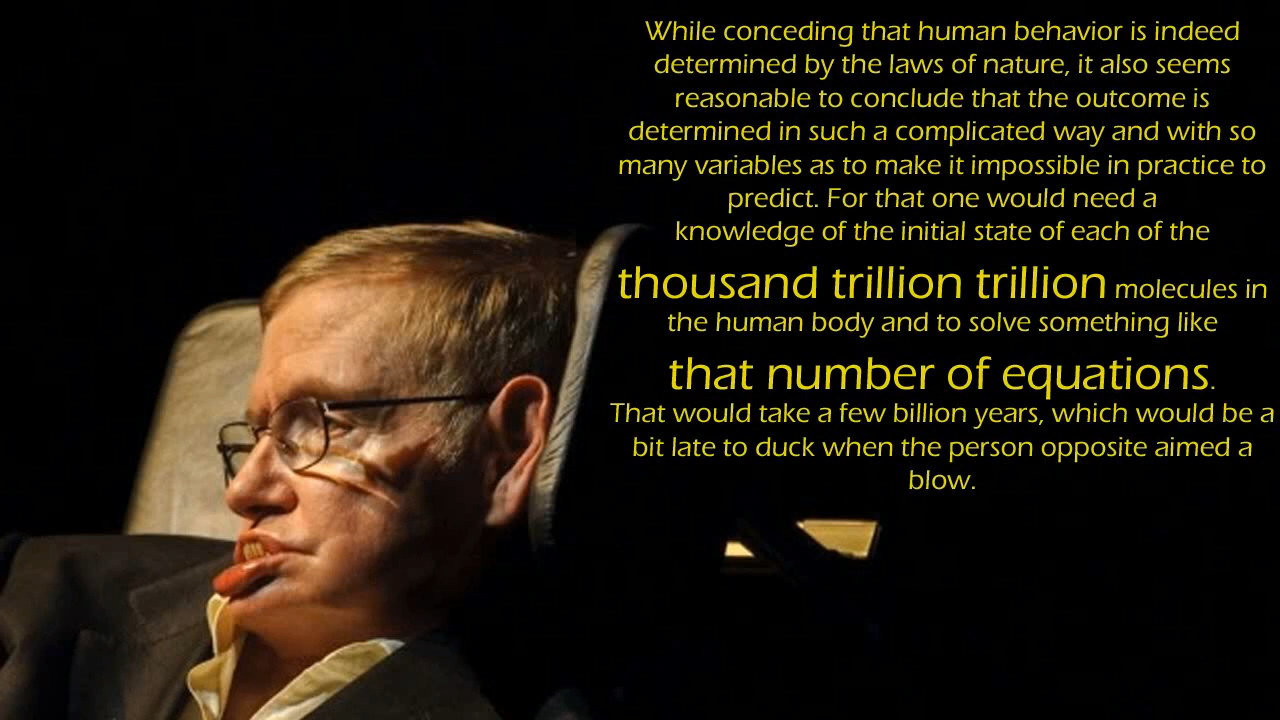 While conceding that human behavior is indeed
determined by the laws of nature, it also seems
reasonable to conclude that the outcome is
determined in such a complicated way and with so
many variables as to make it impossible in practice to
predict. For that one would need a
knowledge of the initial state of each of the
thousand trillion trillion molecules in
the human body and to solve something like
that number of equations.
That would take a few billion years, which would be a
bit late to duck when the person opposite aimed a
blow.